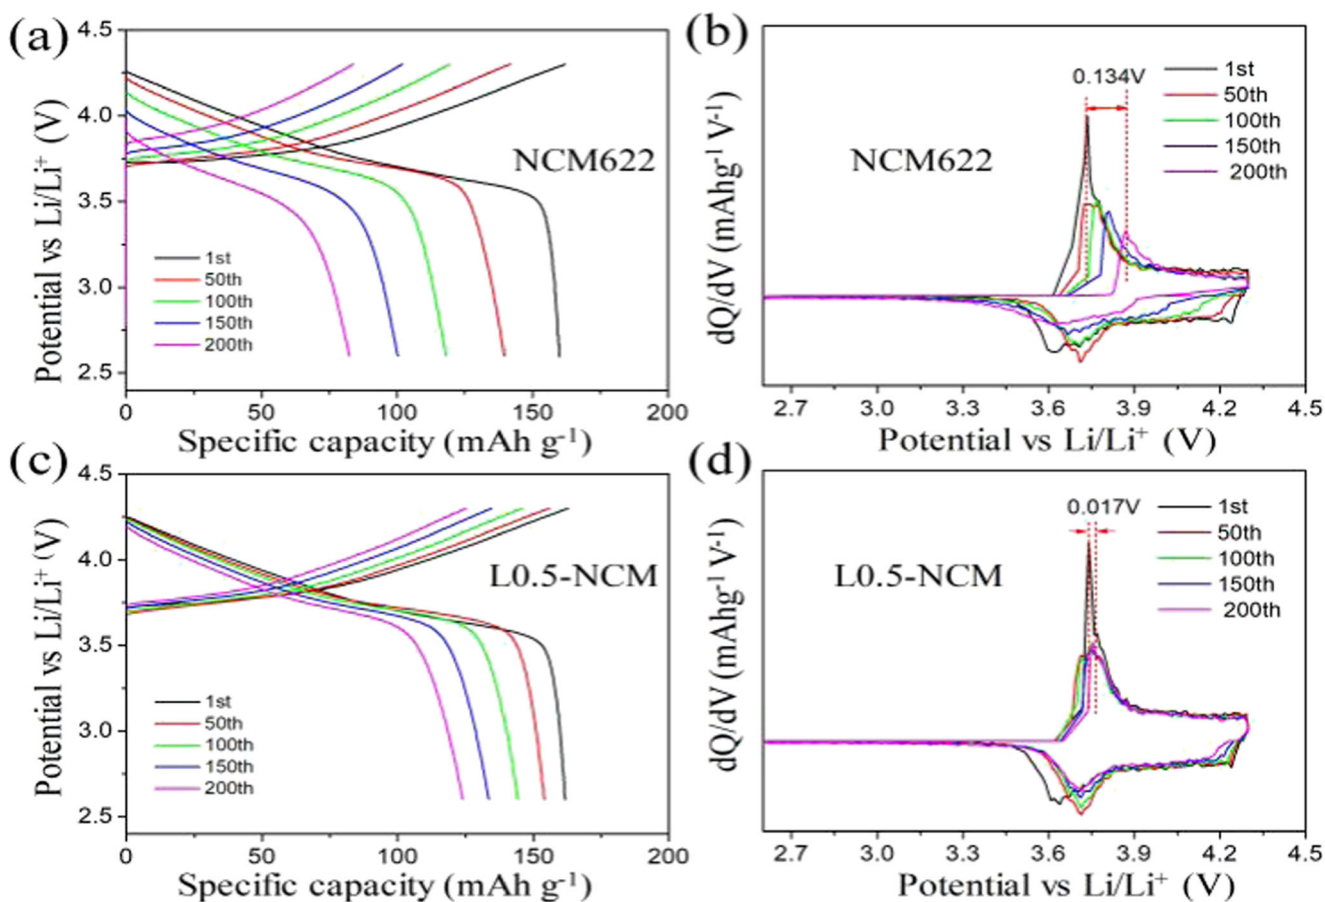 (a)
4.5
4.0
3.5
3.0
2.5
Potential vs Li/Li⁺ (V)
NCM622
1st
50th
100th
150th
200th
0 50 100 150 200
Specific capacity (mAh g⁻¹)
(b)
dQ/dV (mAhg⁻¹ V⁻¹)
0.134V
NCM622
1st
50th
100th
150th
200th
2.7 3.0 3.3 3.6 3.9 4.2 4.5
Potential vs Li/Li⁺ (V)
(c)
4.5
4.0
3.5
3.0
2.5
Potential vs Li/Li⁺ (V)
L0.5-NCM
1st
50th
100th
150th
200th
0 50 100 150 200
Specific capacity (mAh g⁻¹)
(d)
dQ/dV (mAhg⁻¹ V⁻¹)
0.017V
L0.5-NCM
1st
50th
100th
150th
200th
2.7 3.0 3.3 3.6 3.9 4.2 4.5
Potential vs Li/Li⁺ (V)